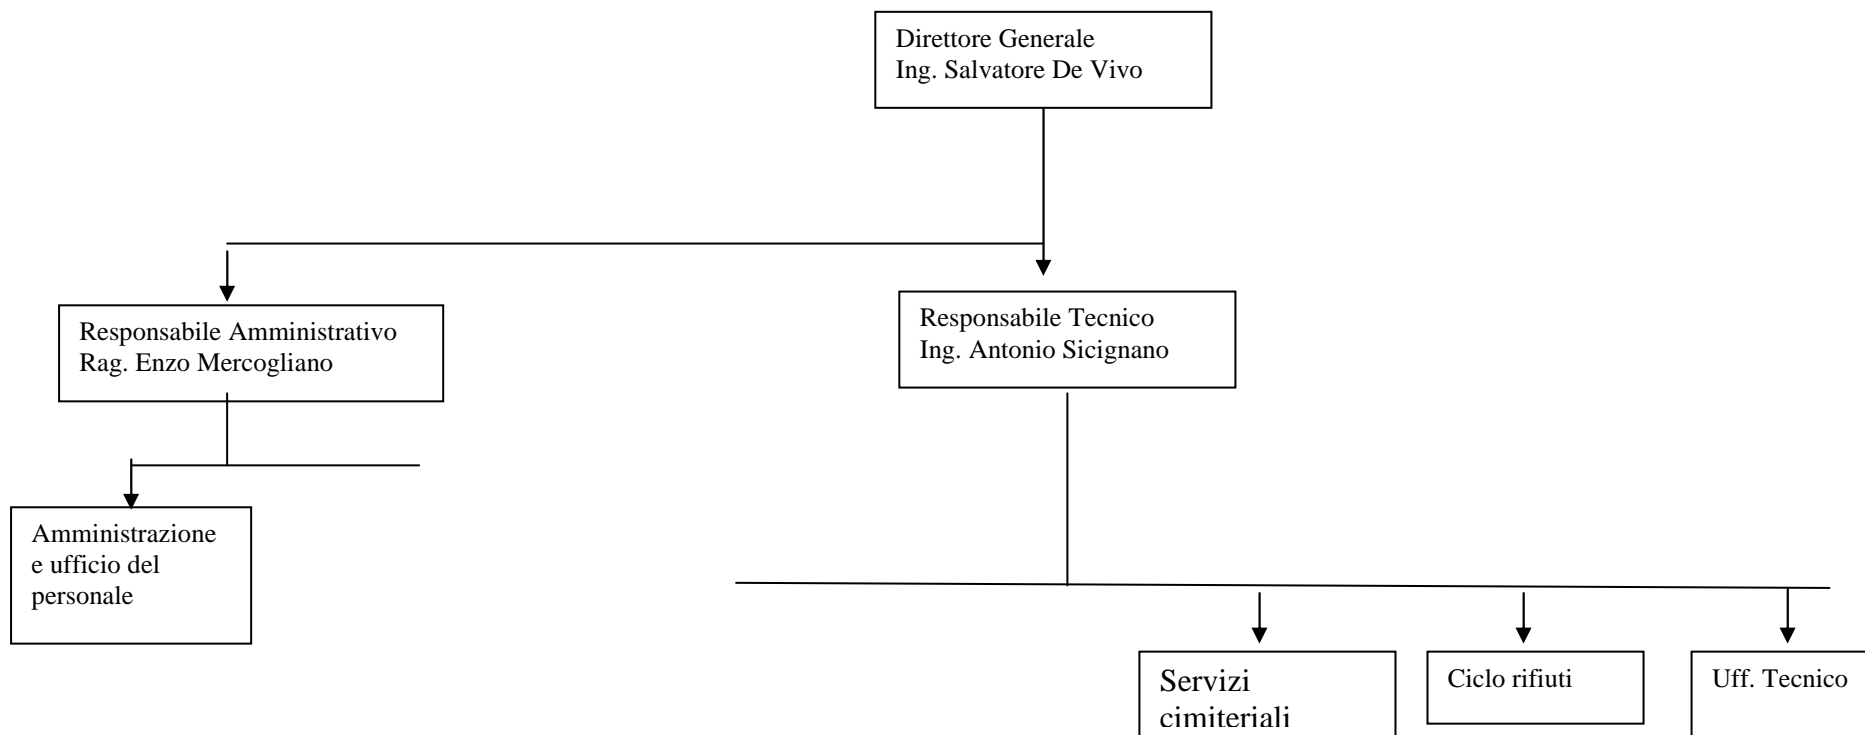 Direttore Generale
Ing. Salvatore De Vivo
Responsabile Amministrativo
Rag. Enzo Mercogliano
Responsabile Tecnico
Ing. Antonio Sicignano
Amministrazione
e ufficio del
personale
Servizi
cimiteriali
Ciclo rifiuti
Uff. Tecnico